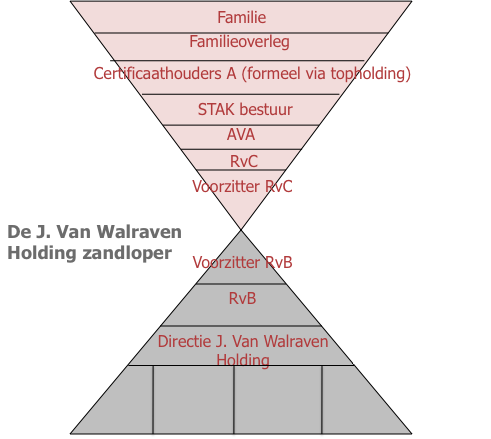 Familie
Familieoverleg
Certificaathouders A (formeel via topholding)
STAK bestuur
AVA
RvC
Voorzitter RvC
De J. Van Walraven
Holding zandloper
Voorzitter RvB
RvB
Directie J. Van Walraven
Holding